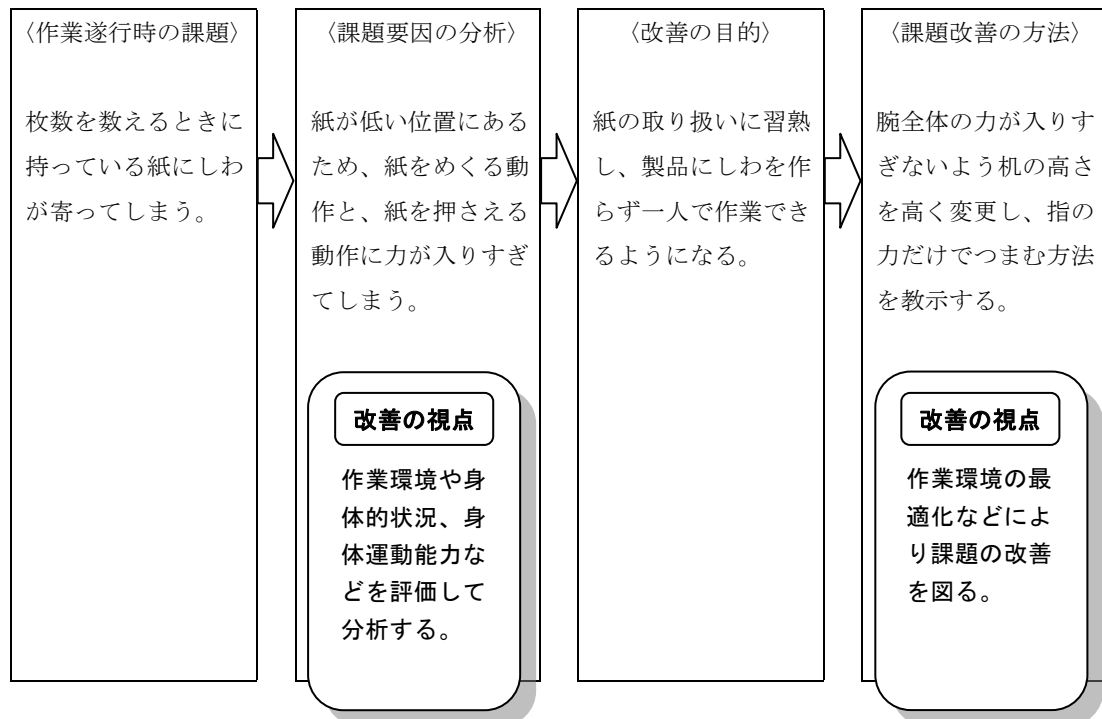 〈作業遂行時の課題〉
枚数を数えるときに
持っている紙にしわ
が寄ってしまう。
〈課題要因の分析〉
紙が低い位置にある
ため、紙をめくる動
作と、紙を押さえる
動作に力が入りすぎ
てしまう。
改善の視点
作業環境や身
体的状況、身
体運動能力な
どを評価して
分析する。
〈改善の目的〉
紙の取り扱いに習熟
し、製品にしわを作
らず一人で作業でき
るようになる。
〈課題改善の方法〉
腕全体の力が入りす
ぎないよう机の高さ
を高く変更し、指の
力だけでつまむ方法
を教示する。
改善の視点
作業環境の最
適化などによ
り課題の改善
を図る。